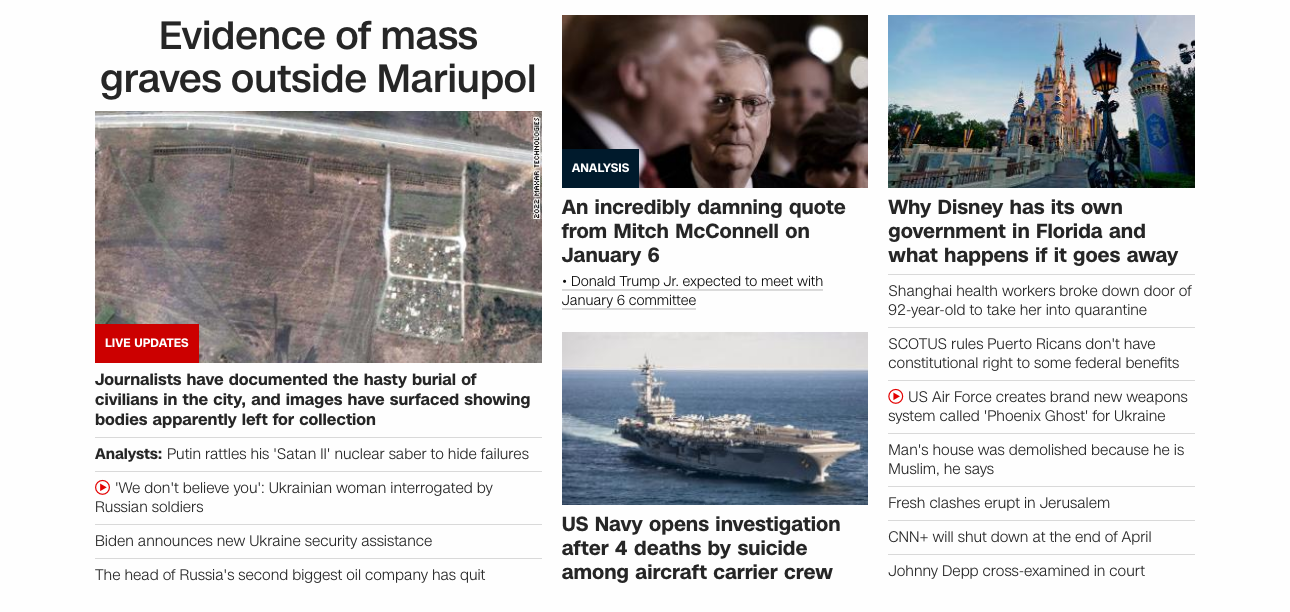 Evidence of mass
graves outside Mariupol
2022 MAXAR TECHNOLOGIES
LIVE UPDATES
Journalists have documented the hasty burial of
civilians in the city, and images have surfaced showing
bodies apparently left for collection
Analysts: Putin rattles his 'Satan II' nuclear saber to hide failures
'We don't believe you': Ukrainian woman interrogated by
Russian soldiers
Biden announces new Ukraine security assistance
The head of Russia's second biggest oil company has quit
ANALYSIS
An incredibly damning quote
from Mitch McConnell on
January 6
• Donald Trump Jr. expected to meet with
January 6 committee
US Navy opens investigation
after 4 deaths by suicide
among aircraft carrier crew
Why Disney has its own
government in Florida and
what happens if it goes away
Shanghai health workers broke down door of
92-year-old to take her into quarantine
SCOTUS rules Puerto Ricans don't have
constitutional right to some federal benefits
US Air Force creates brand new weapons
system called 'Phoenix Ghost' for Ukraine
Man's house was demolished because he is
Muslim, he says
Fresh clashes erupt in Jerusalem
CNN+ will shut down at the end of April
Johnny Depp cross-examined in court